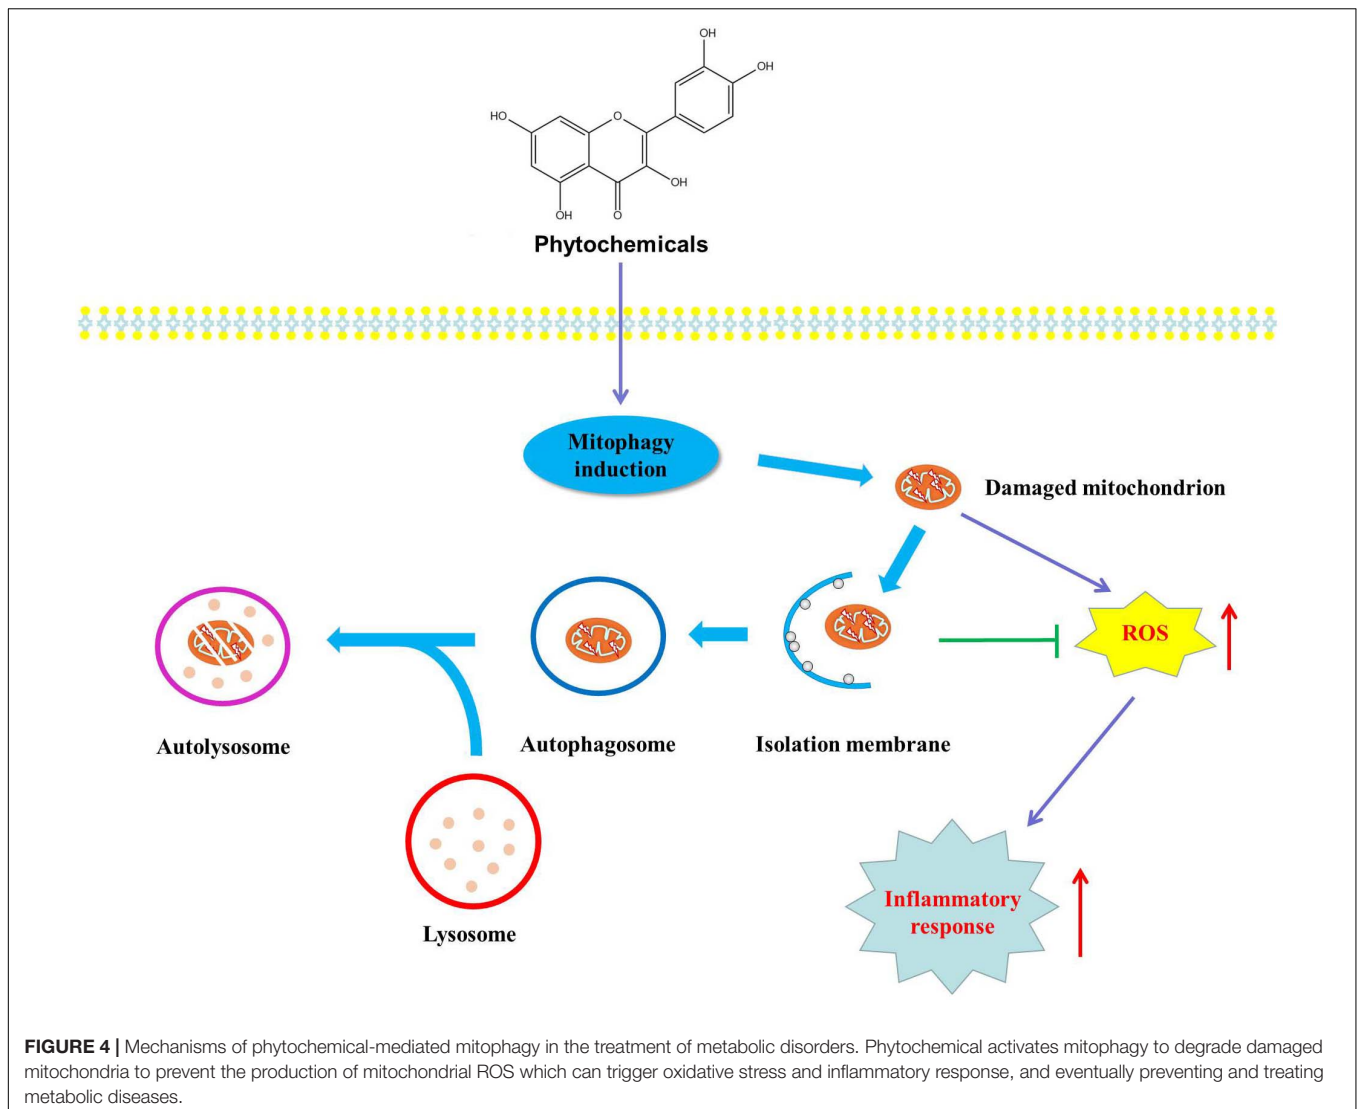 OH
OH
HO
O
OH
OH
O
Phytochemicals
Mitophagy
induction
Damaged mitochondrion
ROS
Autolysosome
Autophagosome
Isolation membrane
Lysosome
Inflammatory
response
FIGURE 4 | Mechanisms of phytochemical-mediated mitophagy in the treatment of metabolic disorders. Phytochemical activates mitophagy to degrade damaged
mitochondria to prevent the production of mitochondrial ROS which can trigger oxidative stress and inflammatory response, and eventually preventing and treating
metabolic diseases.